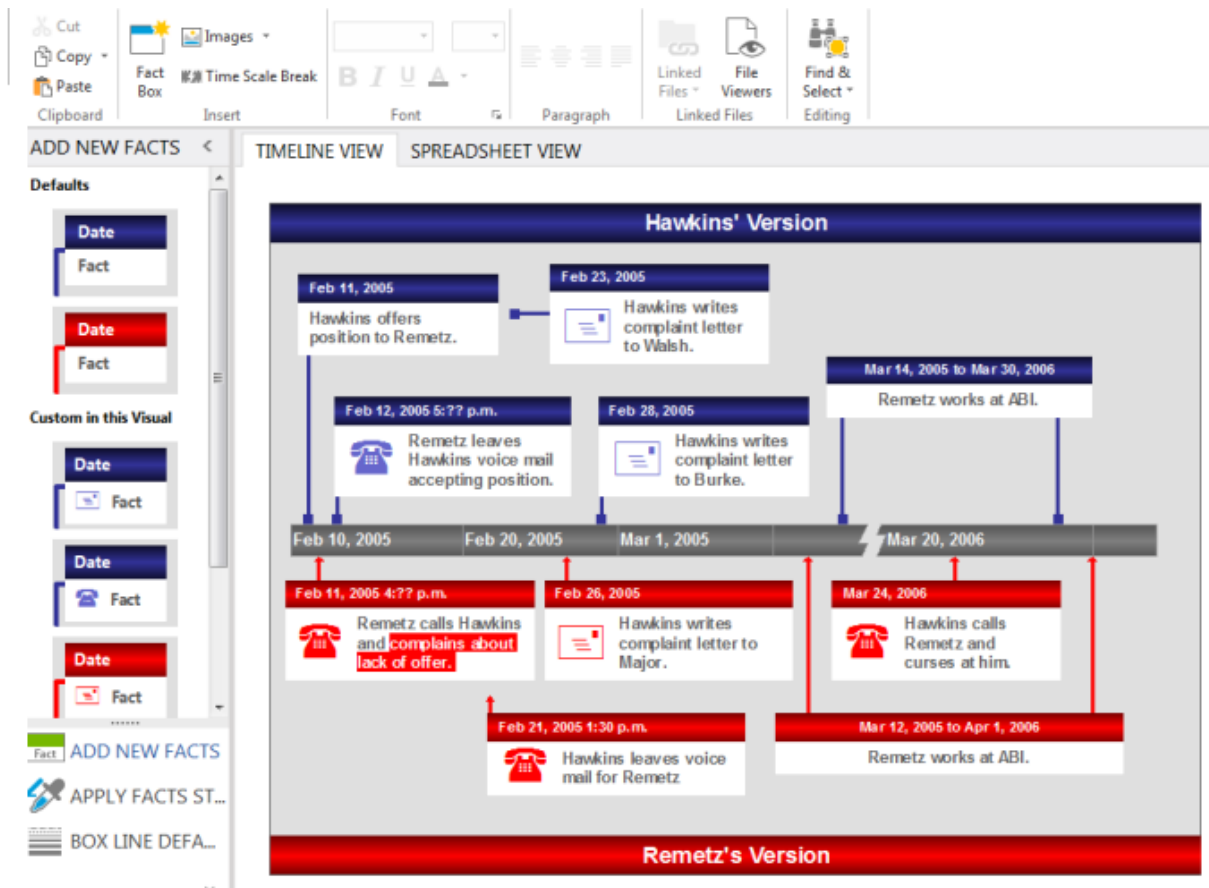 Cut
Copy
Paste
Clipboard
Fact
Box
Images
Time Scale Break
Insert
B I U A
Font
Paragraph
Linked
Files
File
Viewers
Linked Files
Find &
Select
Editing
ADD NEW FACTS <
TIMELINE VIEW
SPREADSHEET VIEW
Defaults
Date
Fact
Date
Fact
Custom in this Visual
Date
Fact
Date
Fact
Date
Fact
Fact ADD NEW FACTS
APPLY FACTS ST...
BOX LINE DEFA...
Hawkins' Version
Feb 11, 2005
Hawkins offers
position to Remetz.
Feb 23, 2005
Hawkins writes
complaint letter
to Walsh.
Mar 14, 2005 to Mar 30, 2006
Remetz works at ABI.
Feb 12, 2005 5:?? p.m.
Remetz leaves
Hawkins voice mail
accepting position.
Feb 28, 2005
Hawkins writes
complaint letter
to Burke.
Feb 10, 2005
Feb 20, 2005
Mar 1, 2005
Mar 20, 2006
Feb 11, 2005 4:?? p.m.
Remetz calls Hawkins
and complains about
lack of offer.
Feb 26, 2005
Hawkins writes
complaint letter to
Major.
Mar 24, 2006
Hawkins calls
Remetz and
curses at him.
Feb 21, 2005 1:30 p.m.
Hawkins leaves voice
mail for Remetz
Mar 12, 2005 to Apr 1, 2006
Remetz works at ABI.
Remetz's Version